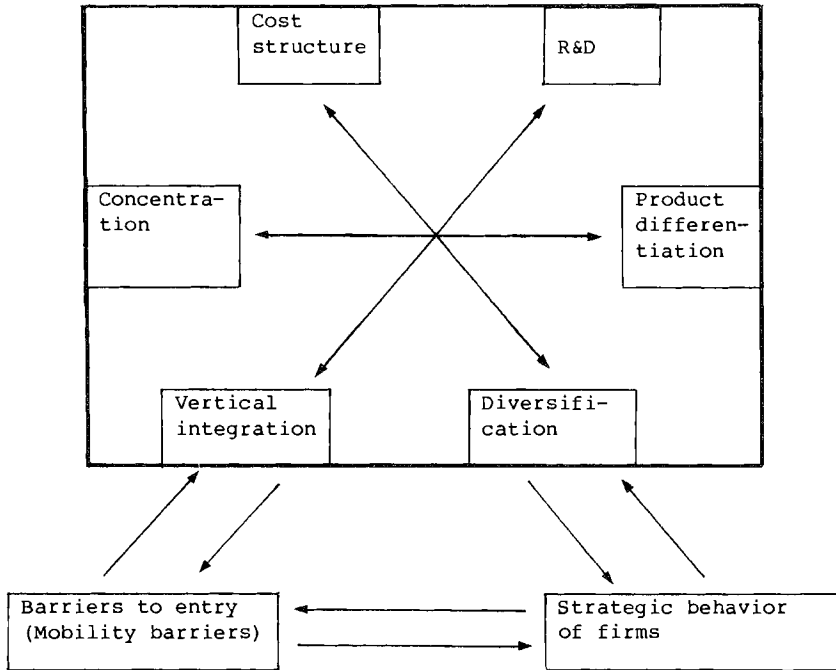 Cost
structure
R&D
Concentra-
tion
Product
differen-
tiation
Vertical
integration
Diversifi-
cation
Barriers to entry
(Mobility barriers)
Strategic behavior
of firms